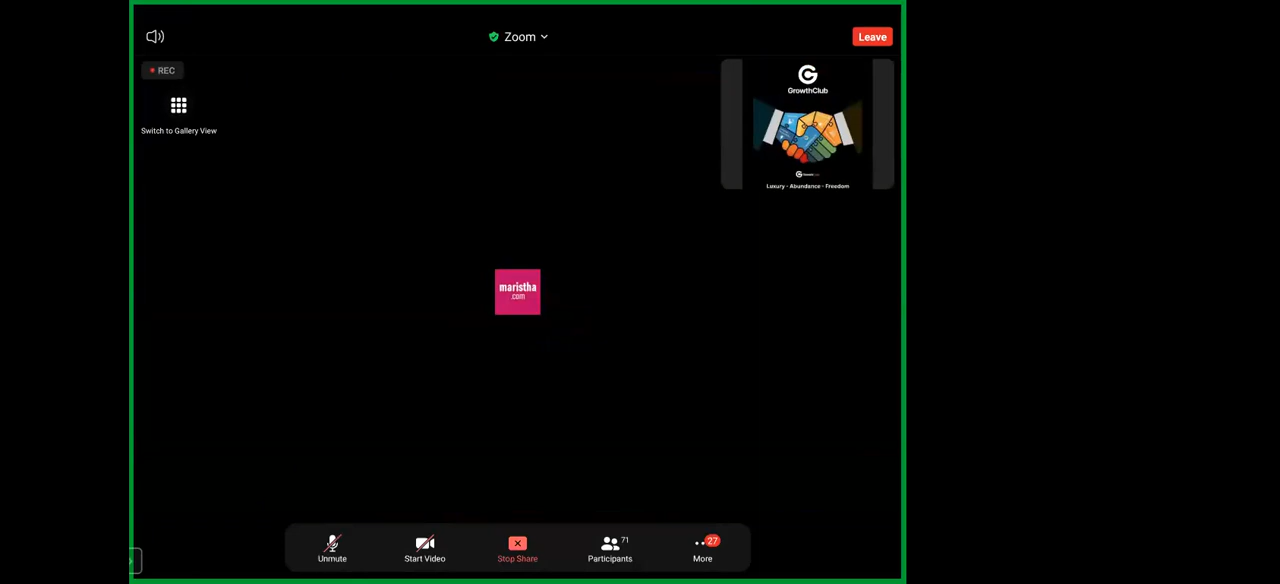 Zoom
Leave
REC
Switch to Gallery View
G
GrowthClub
Luxury - Abundance - Freedom
maristha
.com
Unmute
Start Video
Stop Share
71
Participants
27
More